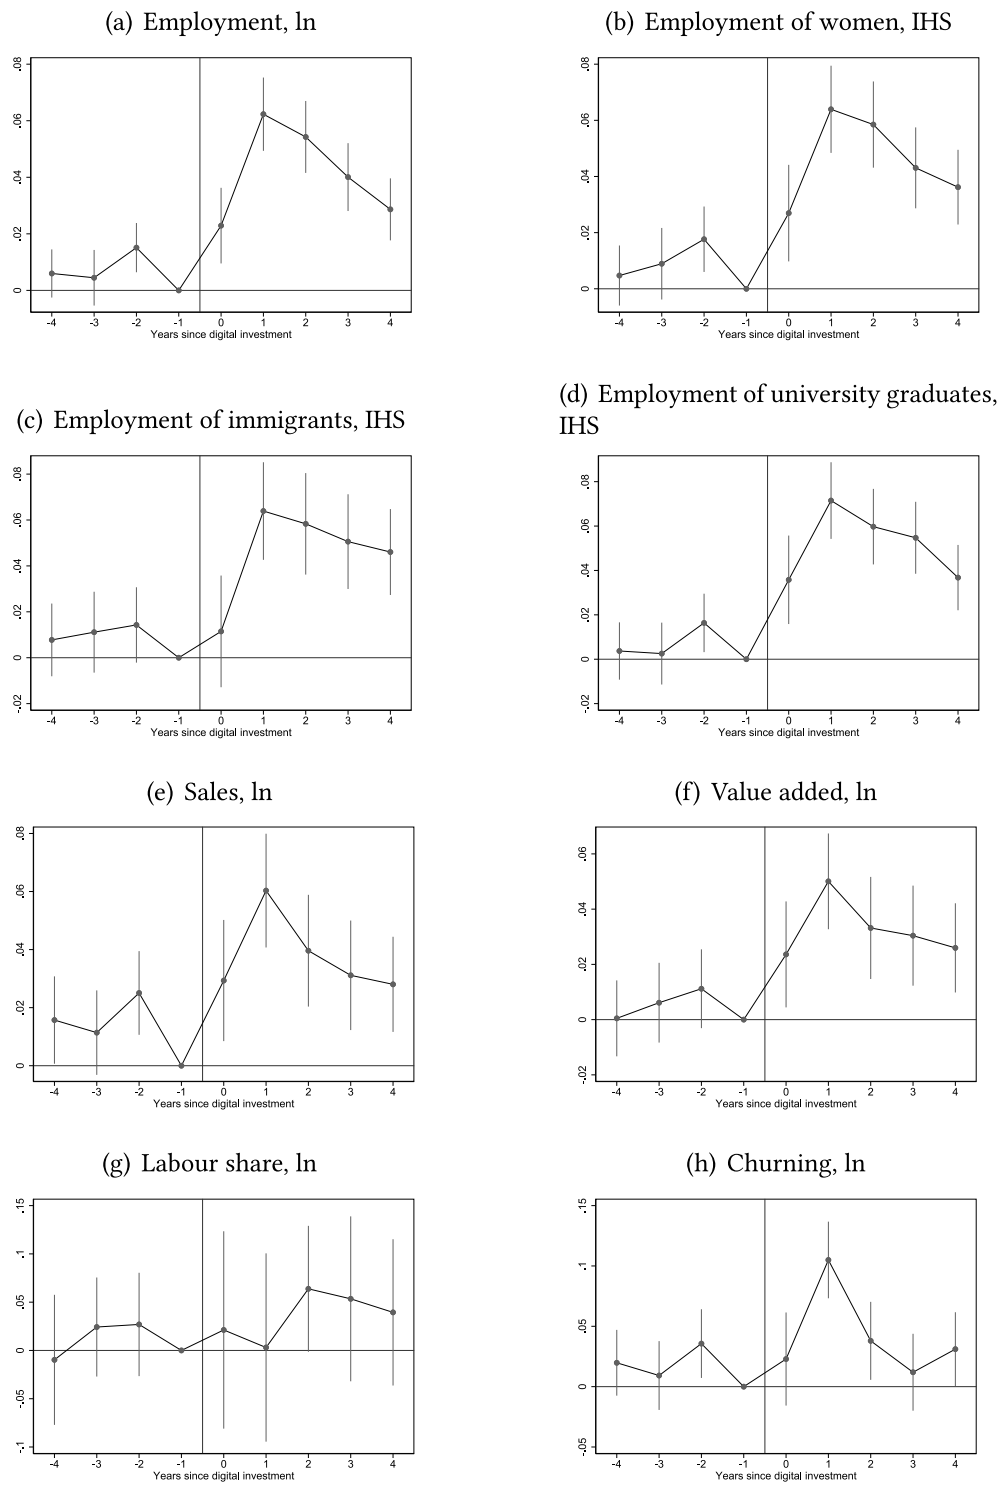 (a) Employment, ln
(b) Employment of women, IHS
.08
.06
.04
.02
0
-4 -3 -2 -1 0 1 2 3 4
Years since digital investment
.08
.06
.04
.02
0
-4 -3 -2 -1 0 1 2 3 4
Years since digital investment
(c) Employment of immigrants, IHS
(d) Employment of university graduates,
IHS
.08
.06
.04
.02
0
-.02
-4 -3 -2 -1 0 1 2 3 4
Years since digital investment
.08
.06
.04
.02
0
-.02
-4 -3 -2 -1 0 1 2 3 4
Years since digital investment
(e) Sales, ln
(f) Value added, ln
.08
.06
.04
.02
0
-4 -3 -2 -1 0 1 2 3 4
Years since digital investment
.06
.04
.02
0
-.02
-4 -3 -2 -1 0 1 2 3 4
Years since digital investment
(g) Labour share, ln
(h) Churning, ln
.15
.1
.05
0
-.05
-.1
-4 -3 -2 -1 0 1 2 3 4
Years since digital investment
.15
.1
.05
0
-.05
-4 -3 -2 -1 0 1 2 3 4
Years since digital investment